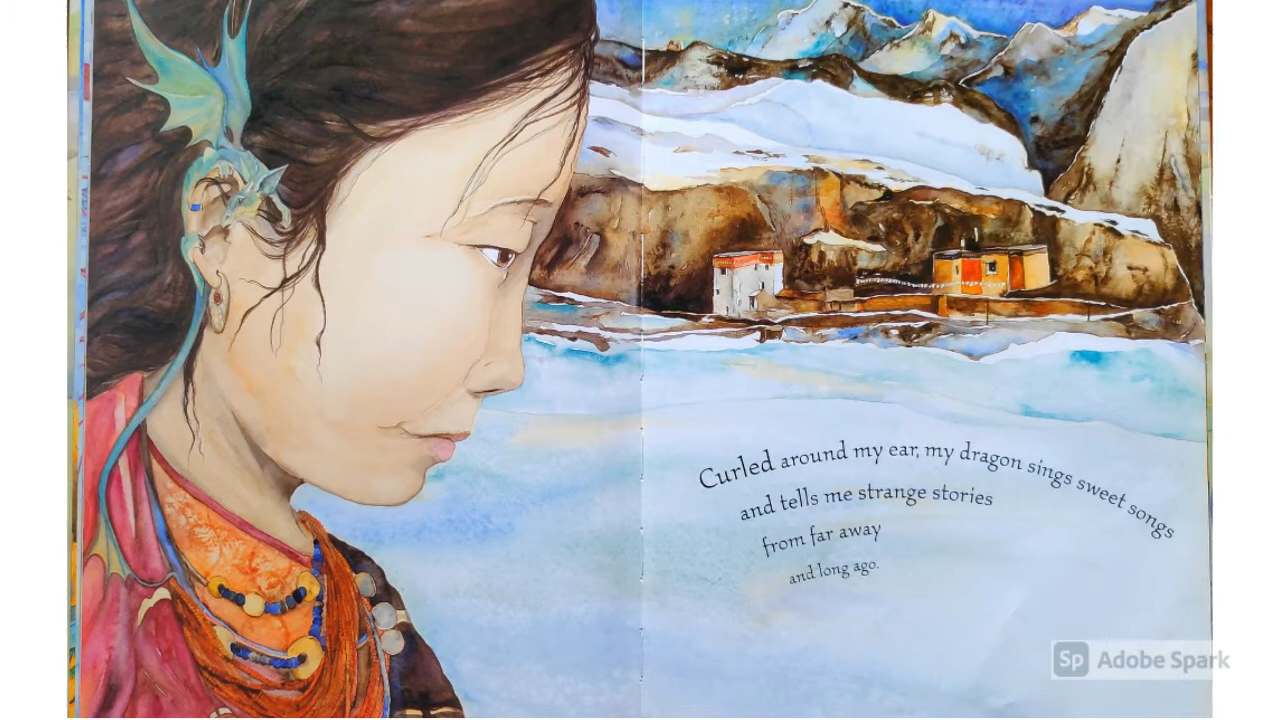 Curled around my ear, my dragon sings sweet songs
and tells me strange stories
from far away
and long ago.
Sp Adobe Spark